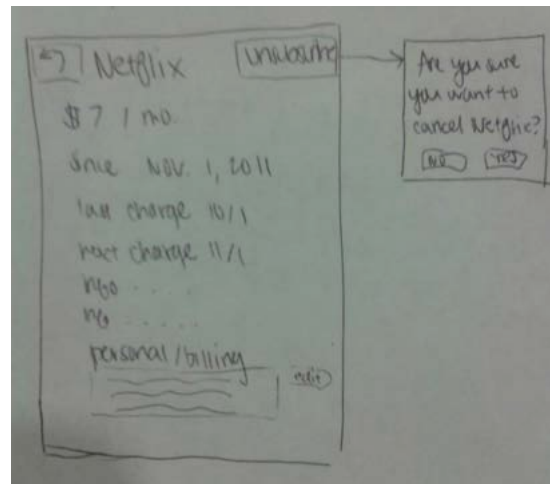 Netflix
unsubscribe
$7 / mo.
since Nov. 1, 2011
last charge 10/1
next charge 11/1
personal/billing
edit
Are you sure
you want to
cancel Netflix?
NO YES